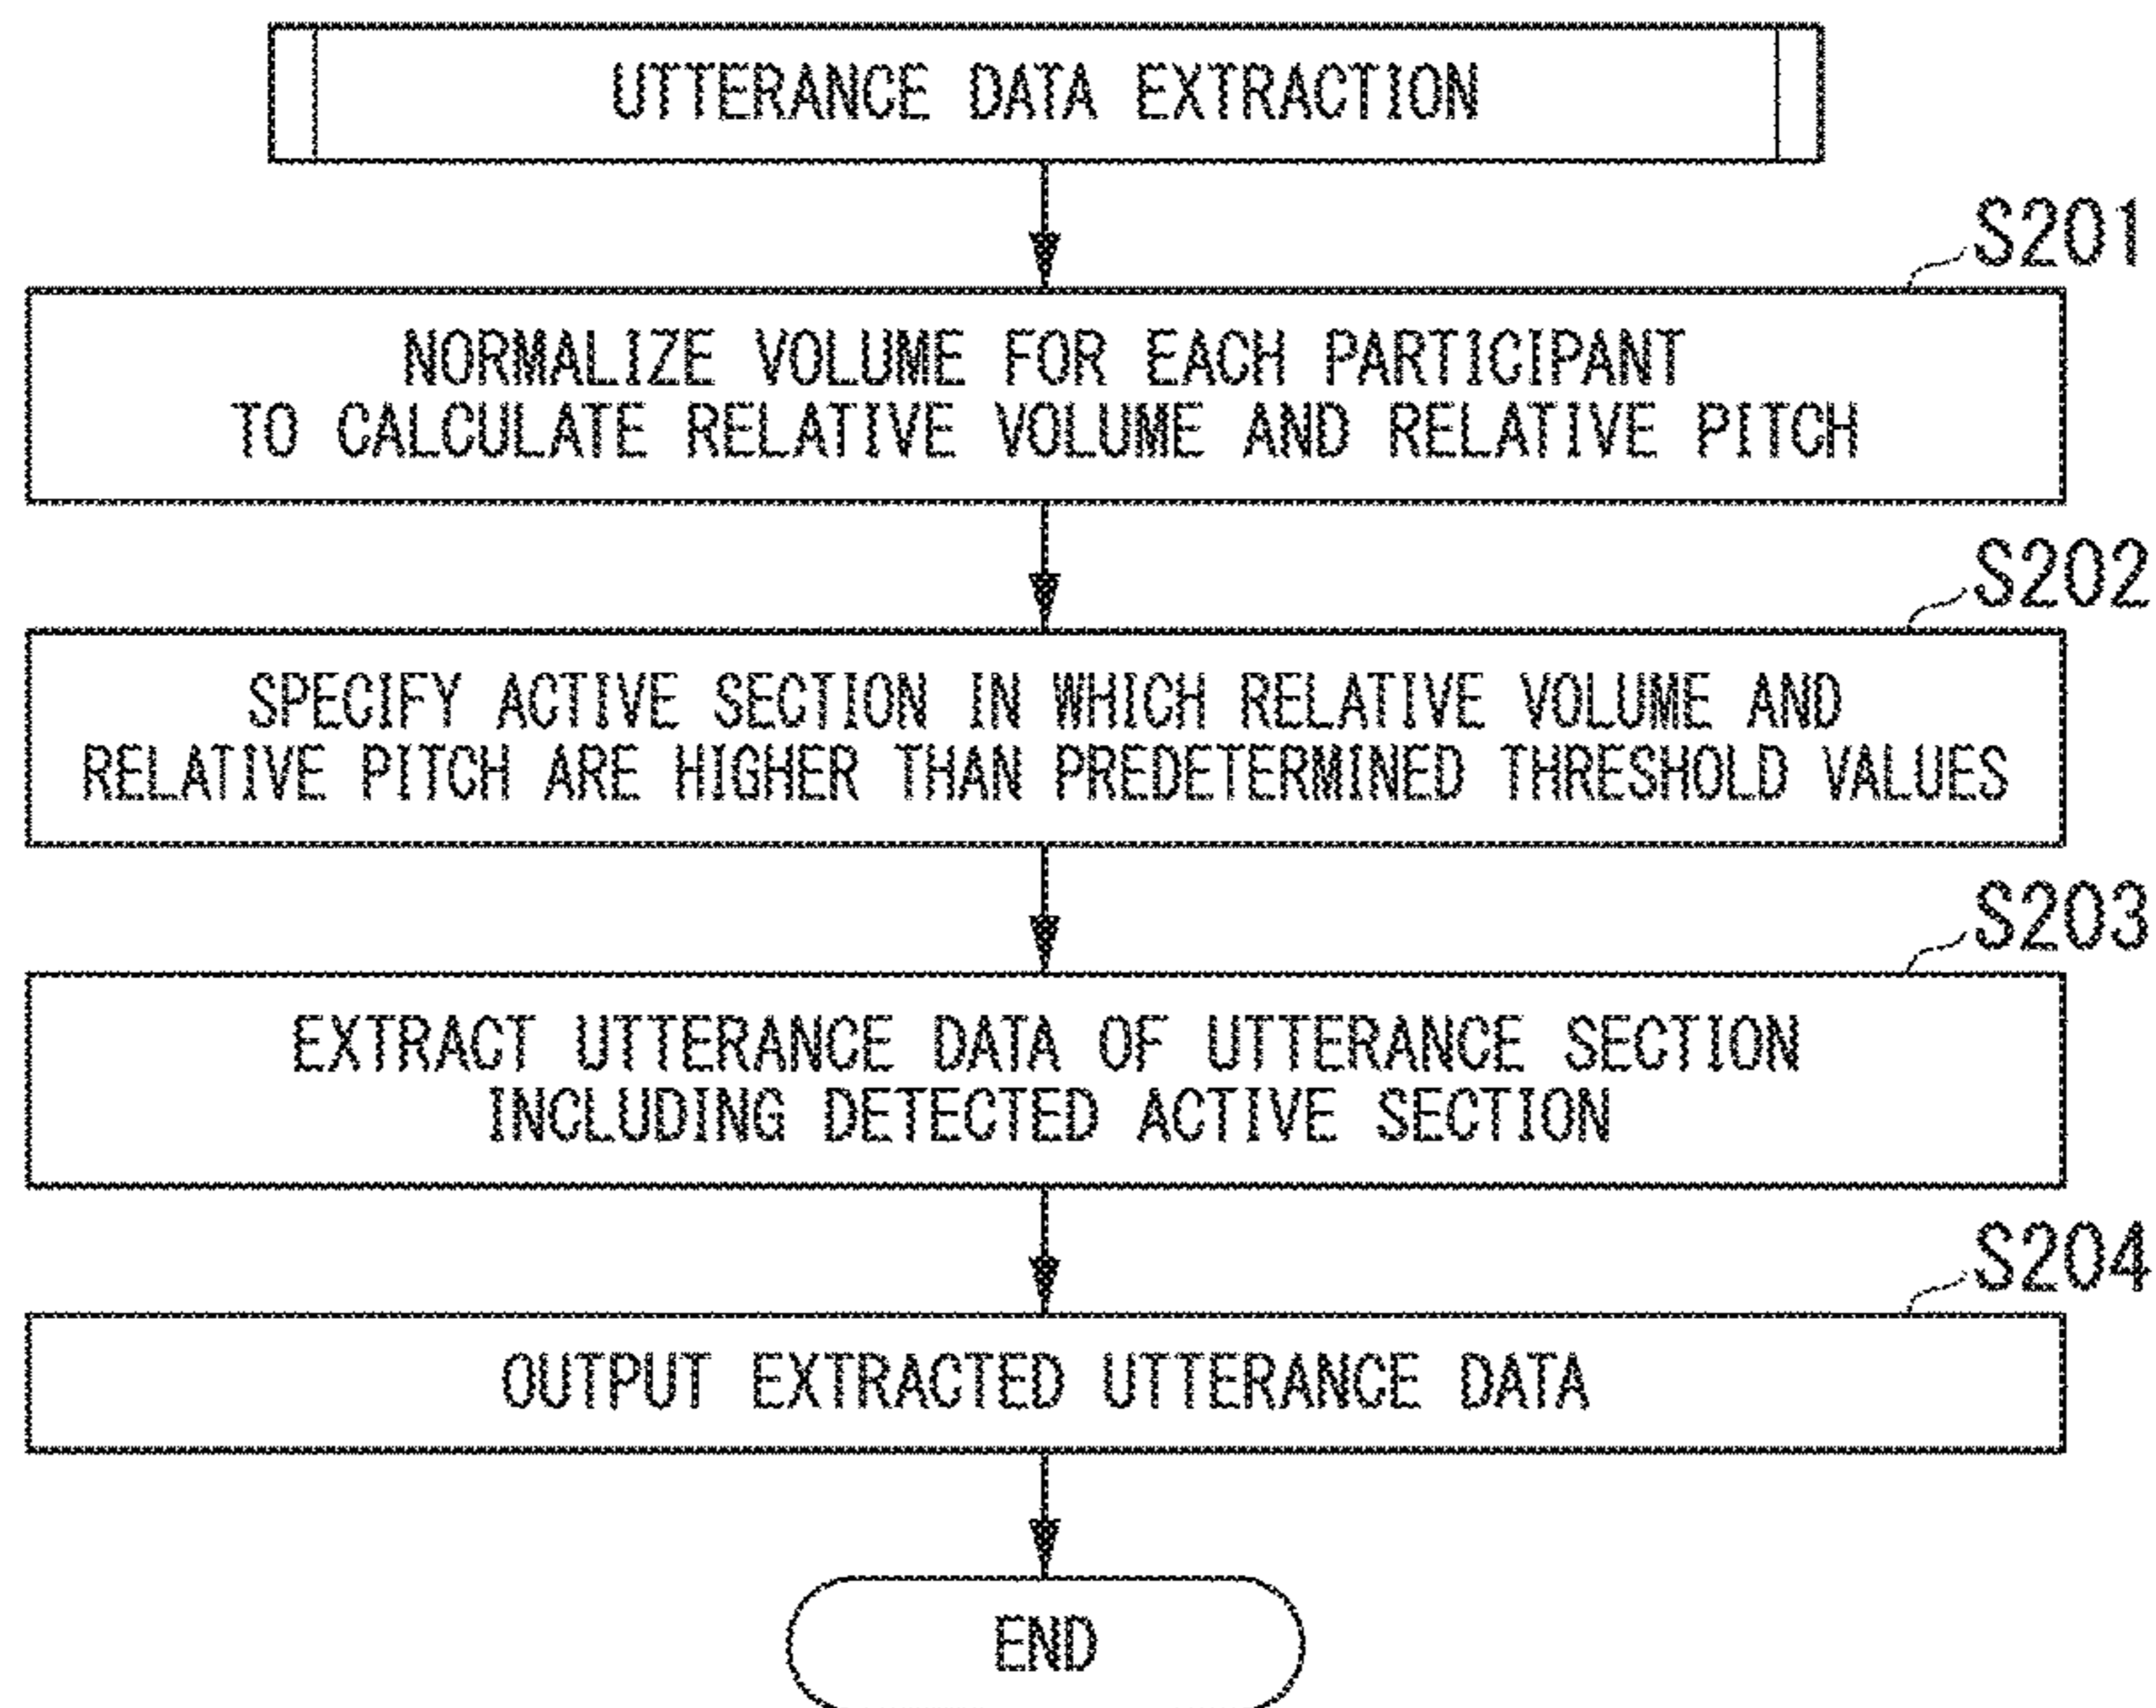 UTTERANCE DATA EXTRACTION
S201
NORMALIZE VOLUME FOR EACH PARTICIPANT
TO CALCULATE RELATIVE VOLUME AND RELATIVE PITCH
S202
SPECIFY ACTIVE SECTION IN WHICH RELATIVE VOLUME AND
RELATIVE PITCH ARE HIGHER THAN PREDETERMINED THRESHOLD VALUES
S203
EXTRACT UTTERANCE DATA OF UTTERANCE SECTION
INCLUDING DETECTED ACTIVE SECTION
S204
OUTPUT EXTRACTED UTTERANCE DATA
END